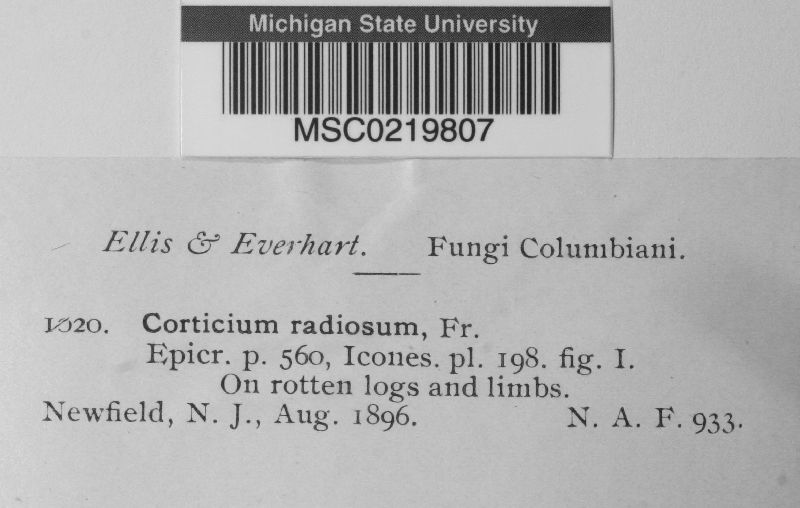 Michigan State University
MSC0219807
Ellis & Everhart. Fungi Columbiani.
1020. Corticium radiosum, Fr.
Epicr. p. 560, Icones. pl. 198. fig. I.
On rotten logs and limbs.
Newfield, N. J., Aug. 1896. N. A. F. 933.